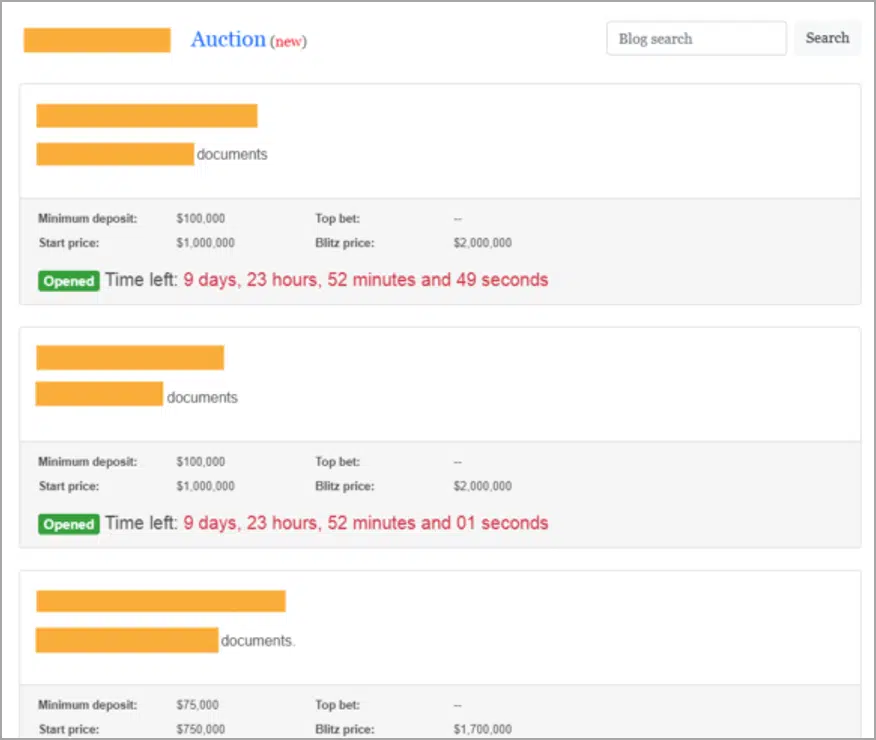 Auction (new) Blog search Search
documents
Minimum deposit: $100,000 Top bet: --
Start price: $1,000,000 Blitz price: $2,000,000
Opened Time left: 9 days, 23 hours, 52 minutes and 49 seconds
documents
Minimum deposit: $100,000 Top bet: --
Start price: $1,000,000 Blitz price: $2,000,000
Opened Time left: 9 days, 23 hours, 52 minutes and 01 seconds
documents.
Minimum deposit: $75,000 Top bet: --
Start price: $750,000 Blitz price: $1,700,000